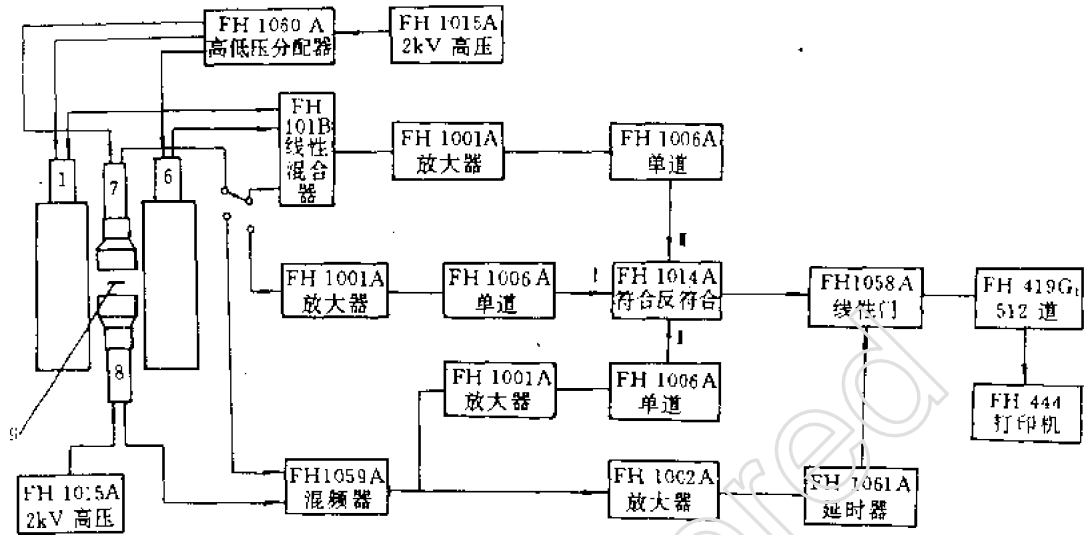 FH 1060 A
高低压分配器
FH 1015A
2kV 高压
FH
101B
线性
混合
器
FH 1001A
放大器
FH 1006A
单道
1
7
6
II
FH 1001A
放大器
FH 1006A
单道
I
FH 1014A
符合反符合
FH1058A
线性门
FH 419G₁
512 道
8
FH 1001A
放大器
II
FH 1006A
单道
FH 444
打印机
9
FH 1015A
2kV 高压
FH1059A
混频器
FH 1002A
放大器
FH 1061A
延时器